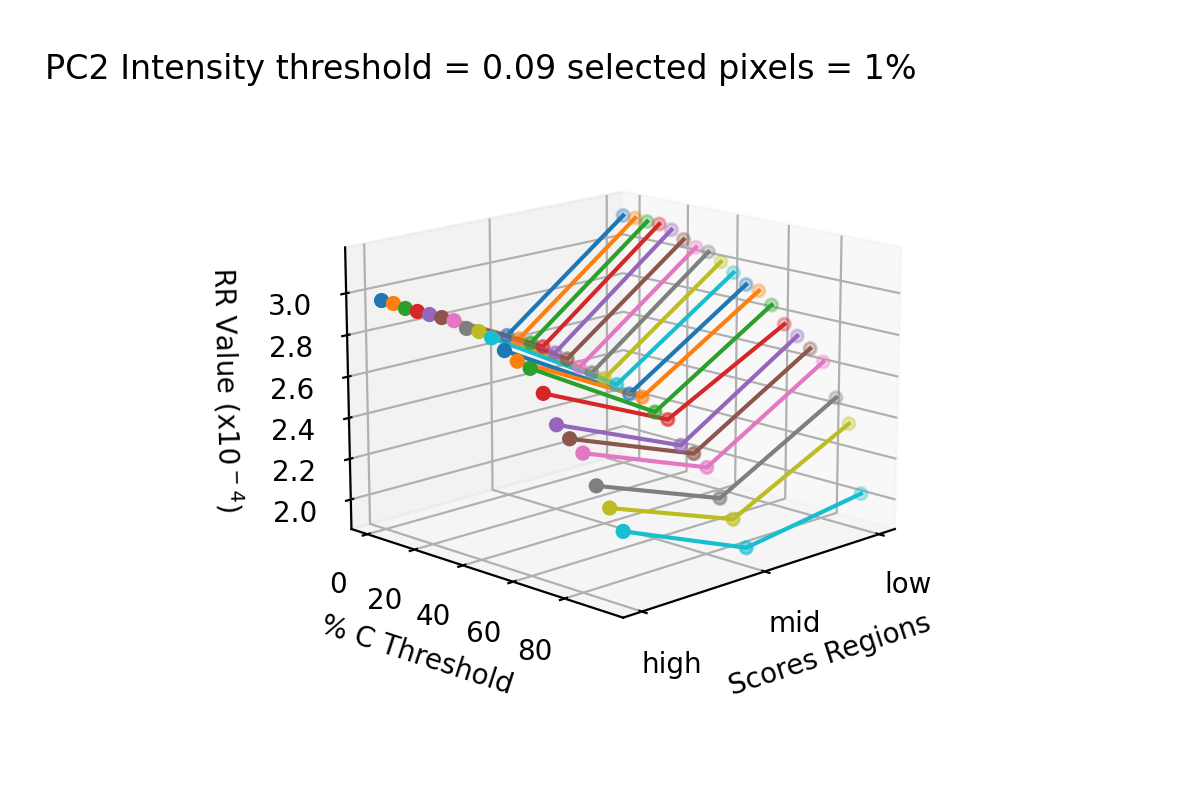 PC2 Intensity threshold = 0.09 selected pixels = 1%
RR Value (x10⁻⁴)
3.0
2.8
2.6
2.4
2.2
2.0
0
20
40
60
80
% C Threshold
high
mid
low
Scores Regions